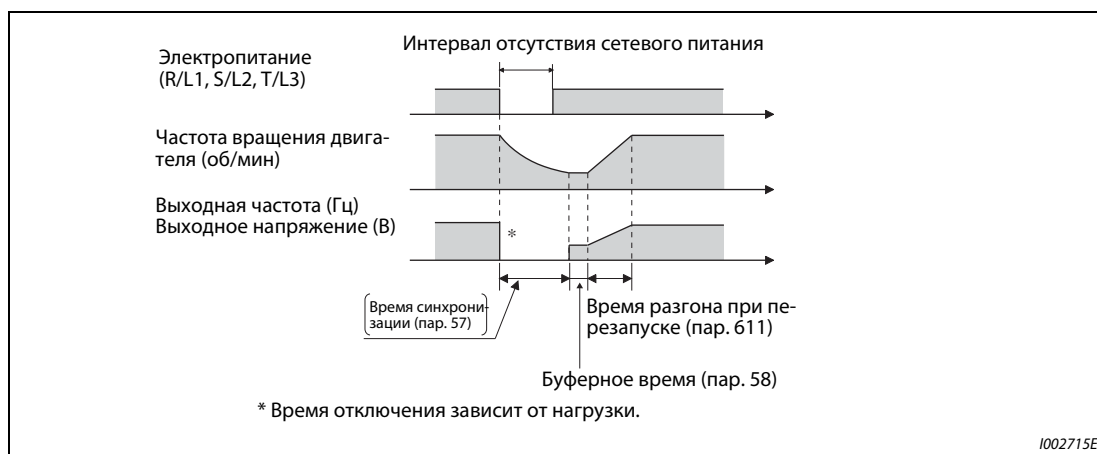 Интервал отсутствия сетевого питания
Электропитание
(R/L1, S/L2, T/L3)
Частота вращения двига-
теля (об/мин)
Выходная частота (Гц)
Выходное напряжение (В)
*
Время синхрони-
зации (пар. 57)
Время разгона при пе-
резапуске (пар. 611)
Буферное время (пар. 58)
* Время отключения зависит от нагрузки.
I002715E